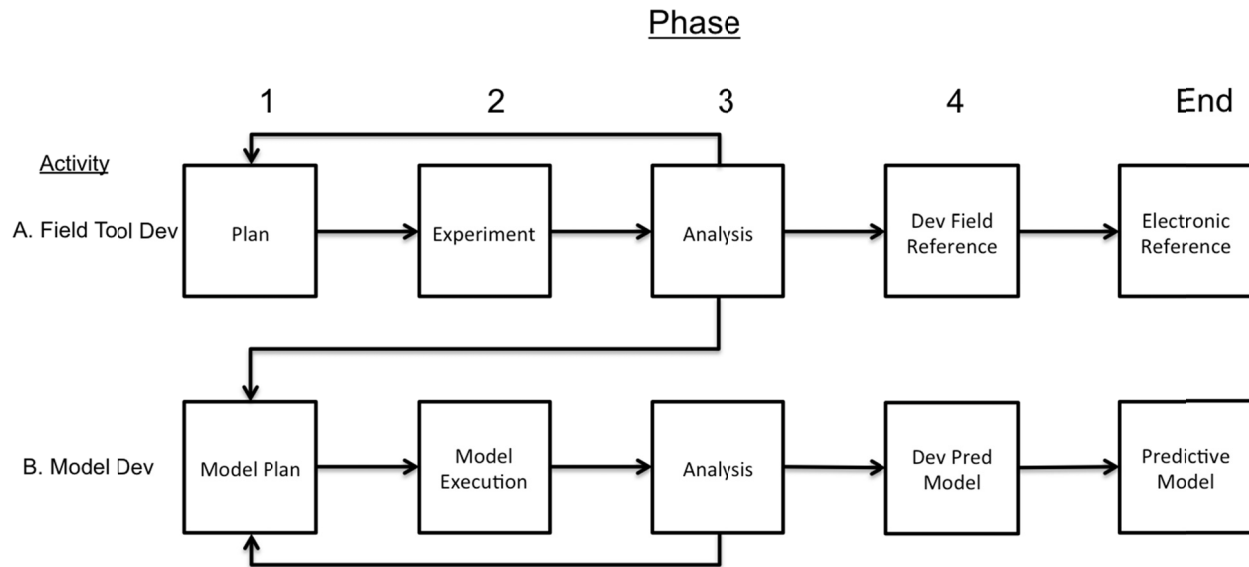 Phase
1 2 3 4 End
Activity
A. Field Tool Dev
Plan
Experiment
Analysis
Dev Field
Reference
Electronic
Reference
B. Model Dev
Model Plan
Model
Execution
Analysis
Dev Pred
Model
Predictive
Model